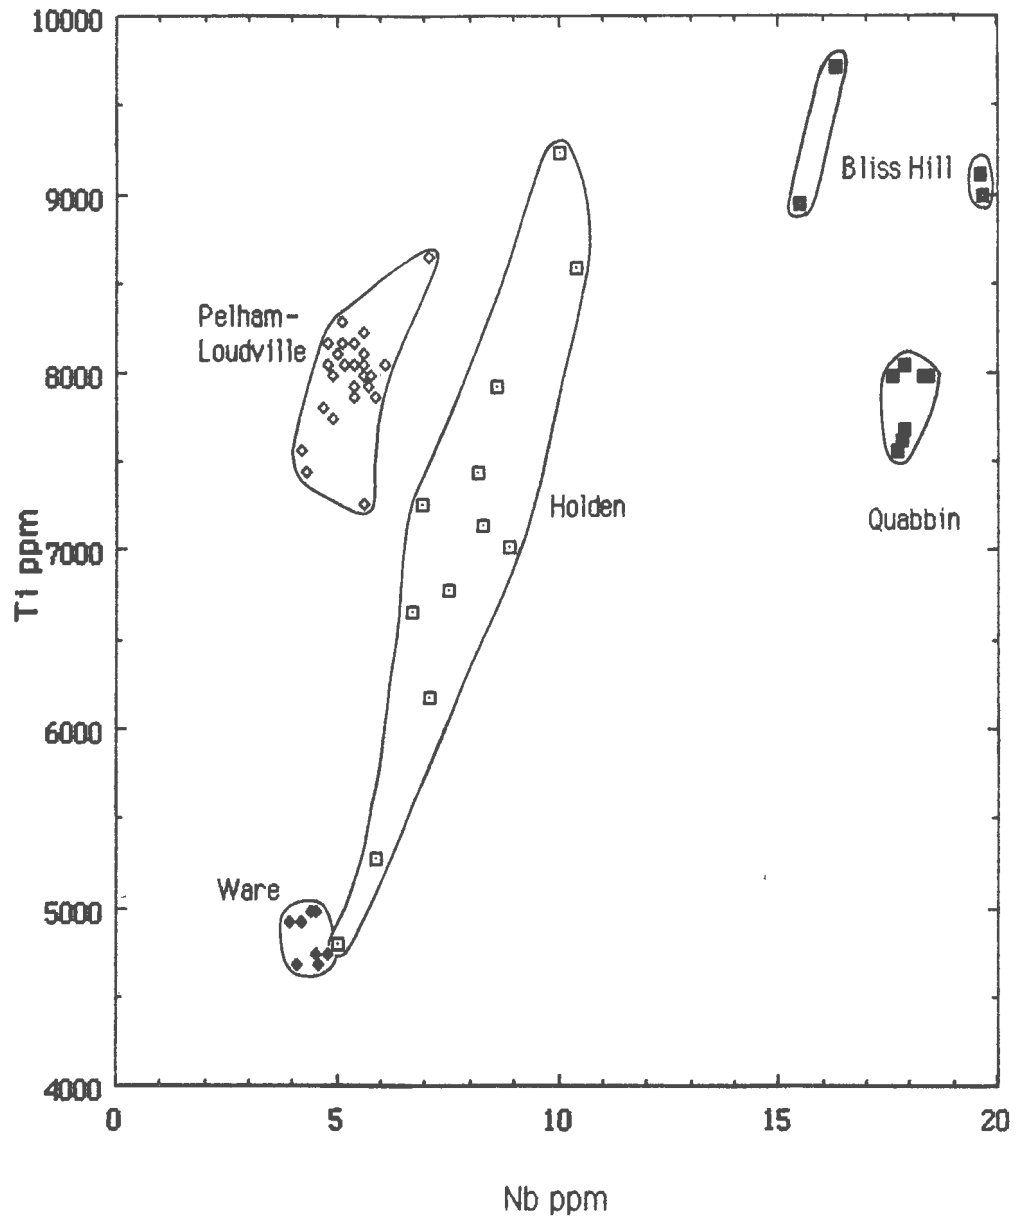 10000
Bliss Hill
9000
Pelham-
Loudville
8000
Holden
Quabbin
7000
Ti ppm
6000
Ware
5000
4000
0 5 10 15 20
Nb ppm